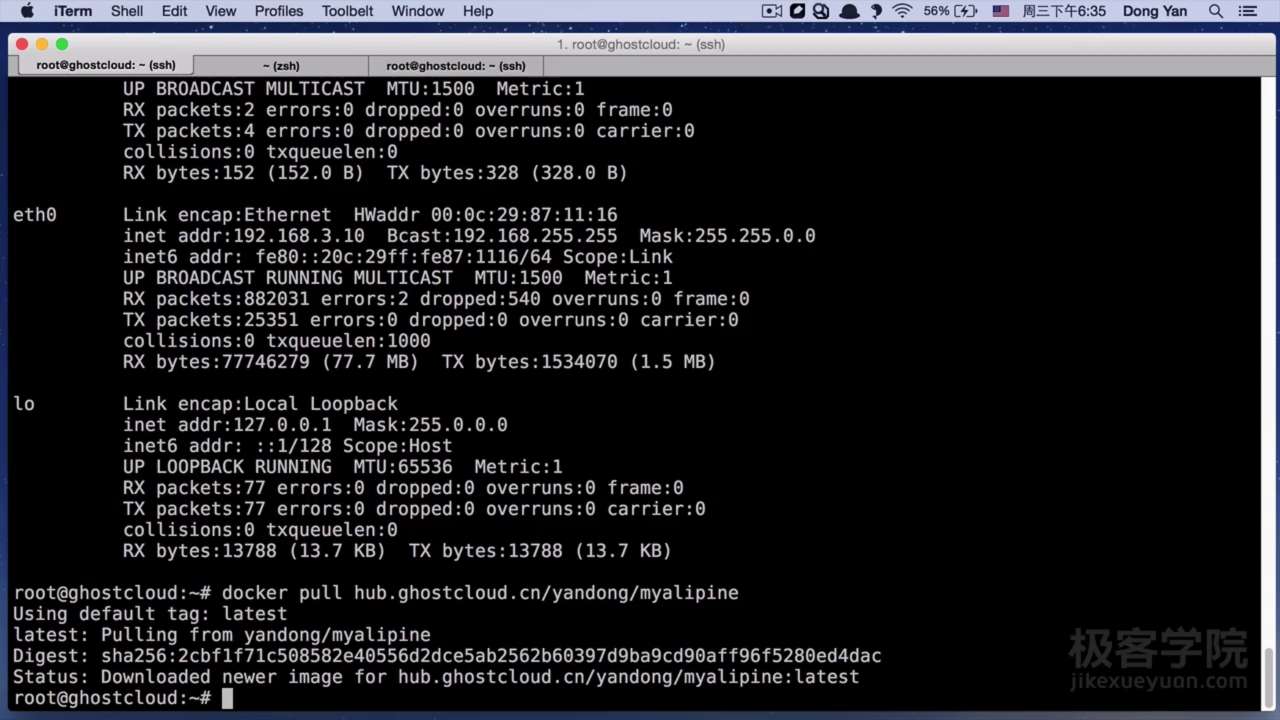 iTerm Shell Edit View Profiles Toolbelt Window Help 56% 周三下午6:35 Dong Yan
1. root@ghostcloud: ~ (ssh)
root@ghostcloud: ~ (ssh) ~ (zsh) root@ghostcloud: ~ (ssh)
UP BROADCAST MULTICAST  MTU:1500  Metric:1
RX packets:2 errors:0 dropped:0 overruns:0 frame:0
TX packets:4 errors:0 dropped:0 overruns:0 carrier:0
collisions:0 txqueuelen:0
RX bytes:152 (152.0 B)  TX bytes:328 (328.0 B)
eth0      Link encap:Ethernet  HWaddr 00:0c:29:87:11:16
inet addr:192.168.3.10  Bcast:192.168.255.255  Mask:255.255.0.0
inet6 addr: fe80::20c:29ff:fe87:1116/64 Scope:Link
UP BROADCAST RUNNING MULTICAST  MTU:1500  Metric:1
RX packets:882031 errors:2 dropped:540 overruns:0 frame:0
TX packets:25351 errors:0 dropped:0 overruns:0 carrier:0
collisions:0 txqueuelen:1000
RX bytes:77746279 (77.7 MB)  TX bytes:1534070 (1.5 MB)
lo        Link encap:Local Loopback
inet addr:127.0.0.1  Mask:255.0.0.0
inet6 addr: ::1/128 Scope:Host
UP LOOPBACK RUNNING  MTU:65536  Metric:1
RX packets:77 errors:0 dropped:0 overruns:0 frame:0
TX packets:77 errors:0 dropped:0 overruns:0 carrier:0
collisions:0 txqueuelen:0
RX bytes:13788 (13.7 KB)  TX bytes:13788 (13.7 KB)
root@ghostcloud:~# docker pull hub.ghostcloud.cn/yandong/myalipine
Using default tag: latest
latest: Pulling from yandong/myalipine
Digest: sha256:2cbf1f71c508582e40556d2dce5ab2562b60397d9ba9cd90aff96f5280ed4dac
Status: Downloaded newer image for hub.ghostcloud.cn/yandong/myalipine:latest
root@ghostcloud:~#
极客学院
jikexueyuan.com